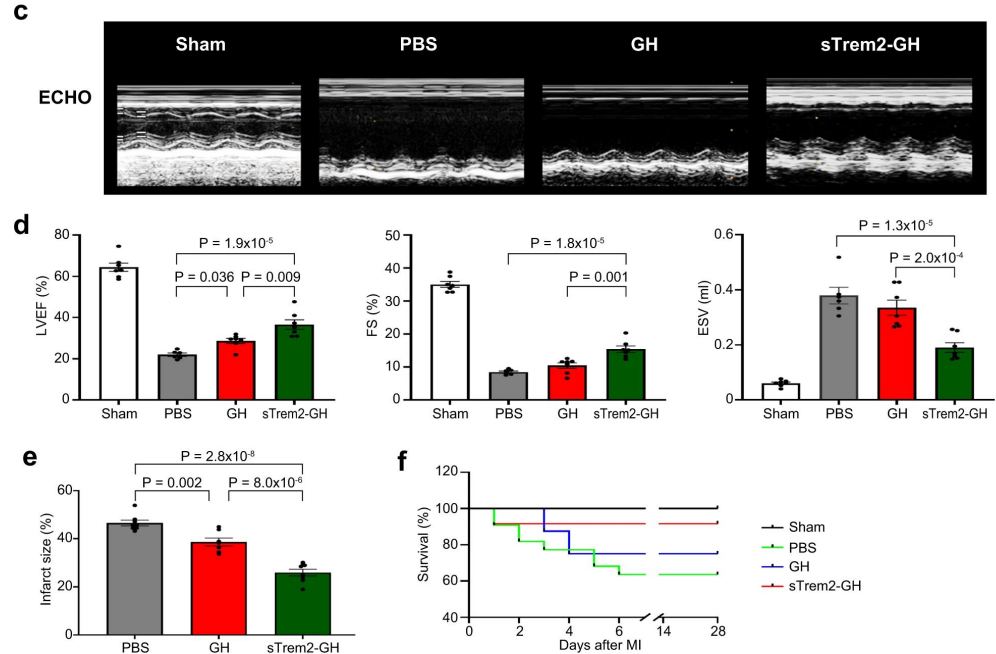 c
Sham PBS GH sTrem2-GH
ECHO
d
LVEF (%)
80
60
40
20
0
P = 1.9x10⁻⁵
P = 0.036 P = 0.009
Sham PBS GH sTrem2-GH
FS (%)
50
40
30
20
10
0
P = 1.8x10⁻⁵
P = 0.001
Sham PBS GH sTrem2-GH
ESV (ml)
0.6
0.4
0.2
0
P = 1.3x10⁻⁵
P = 2.0x10⁻⁴
Sham PBS GH sTrem2-GH
e
Infarct size (%)
60
40
20
0
P = 2.8x10⁻⁸
P = 0.002 P = 8.0x10⁻⁶
PBS GH sTrem2-GH
f
Survival (%)
120
100
80
60
40
0 2 4 6 14 28
Days after MI
Sham
PBS
GH
sTrem2-GH